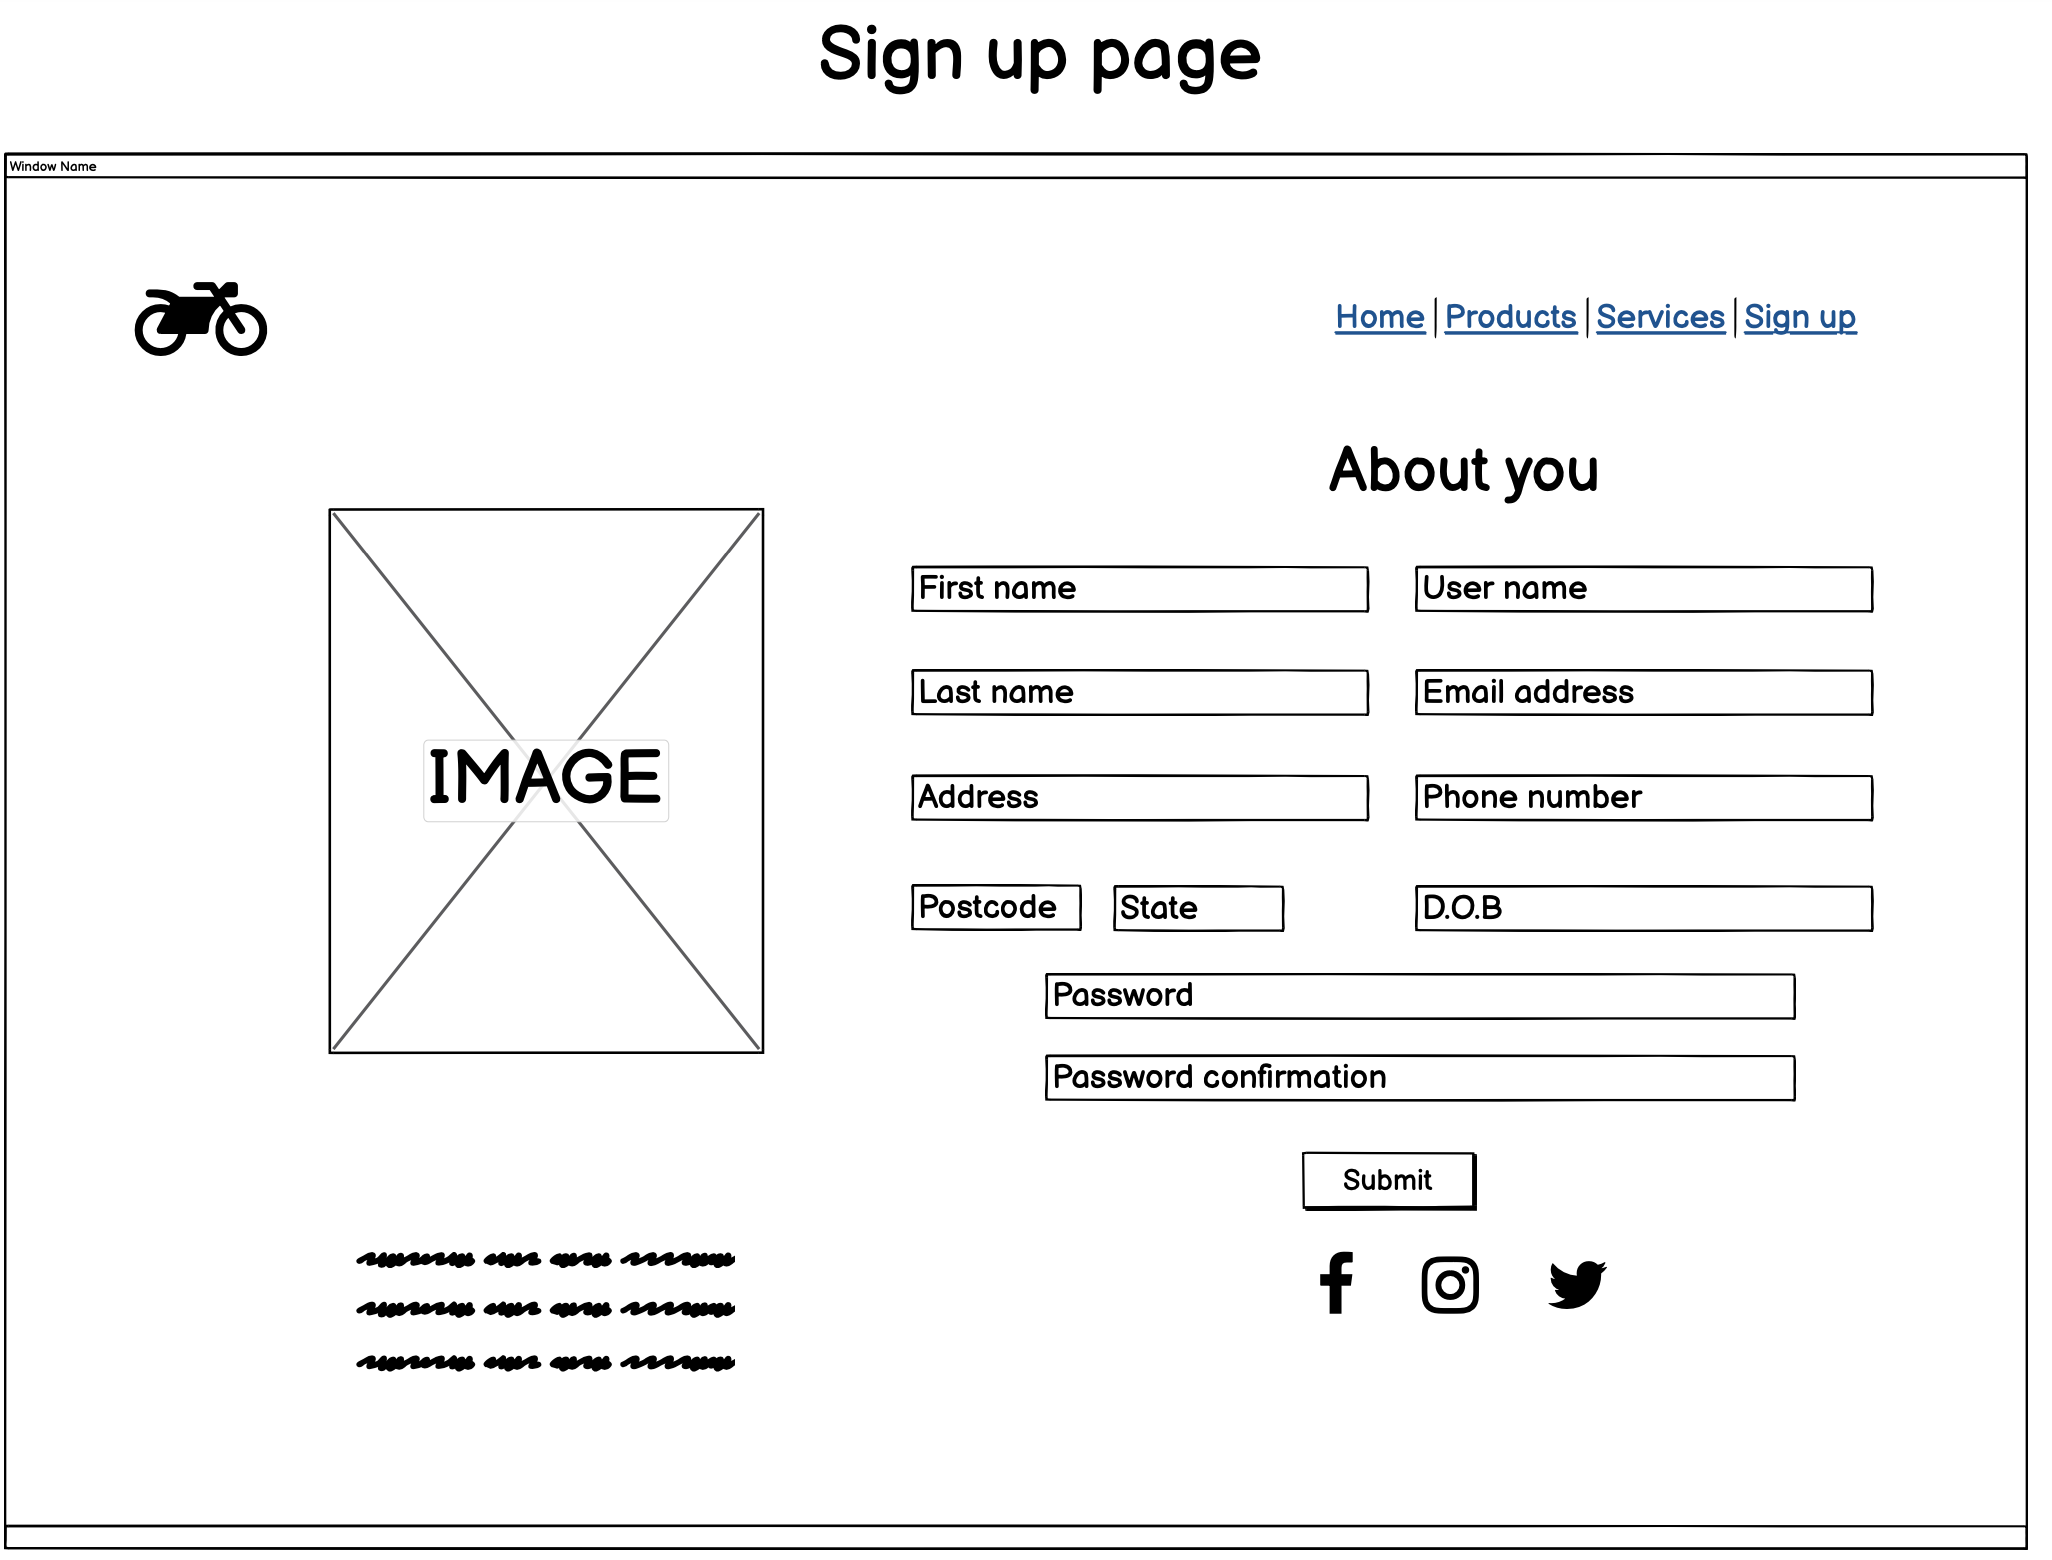 Sign up page
Window Name
Home Products Services Sign up
About you
IMAGE
First name User name
Last name Email address
Address Phone number
Postcode State D.O.B
Password
Password confirmation
Submit